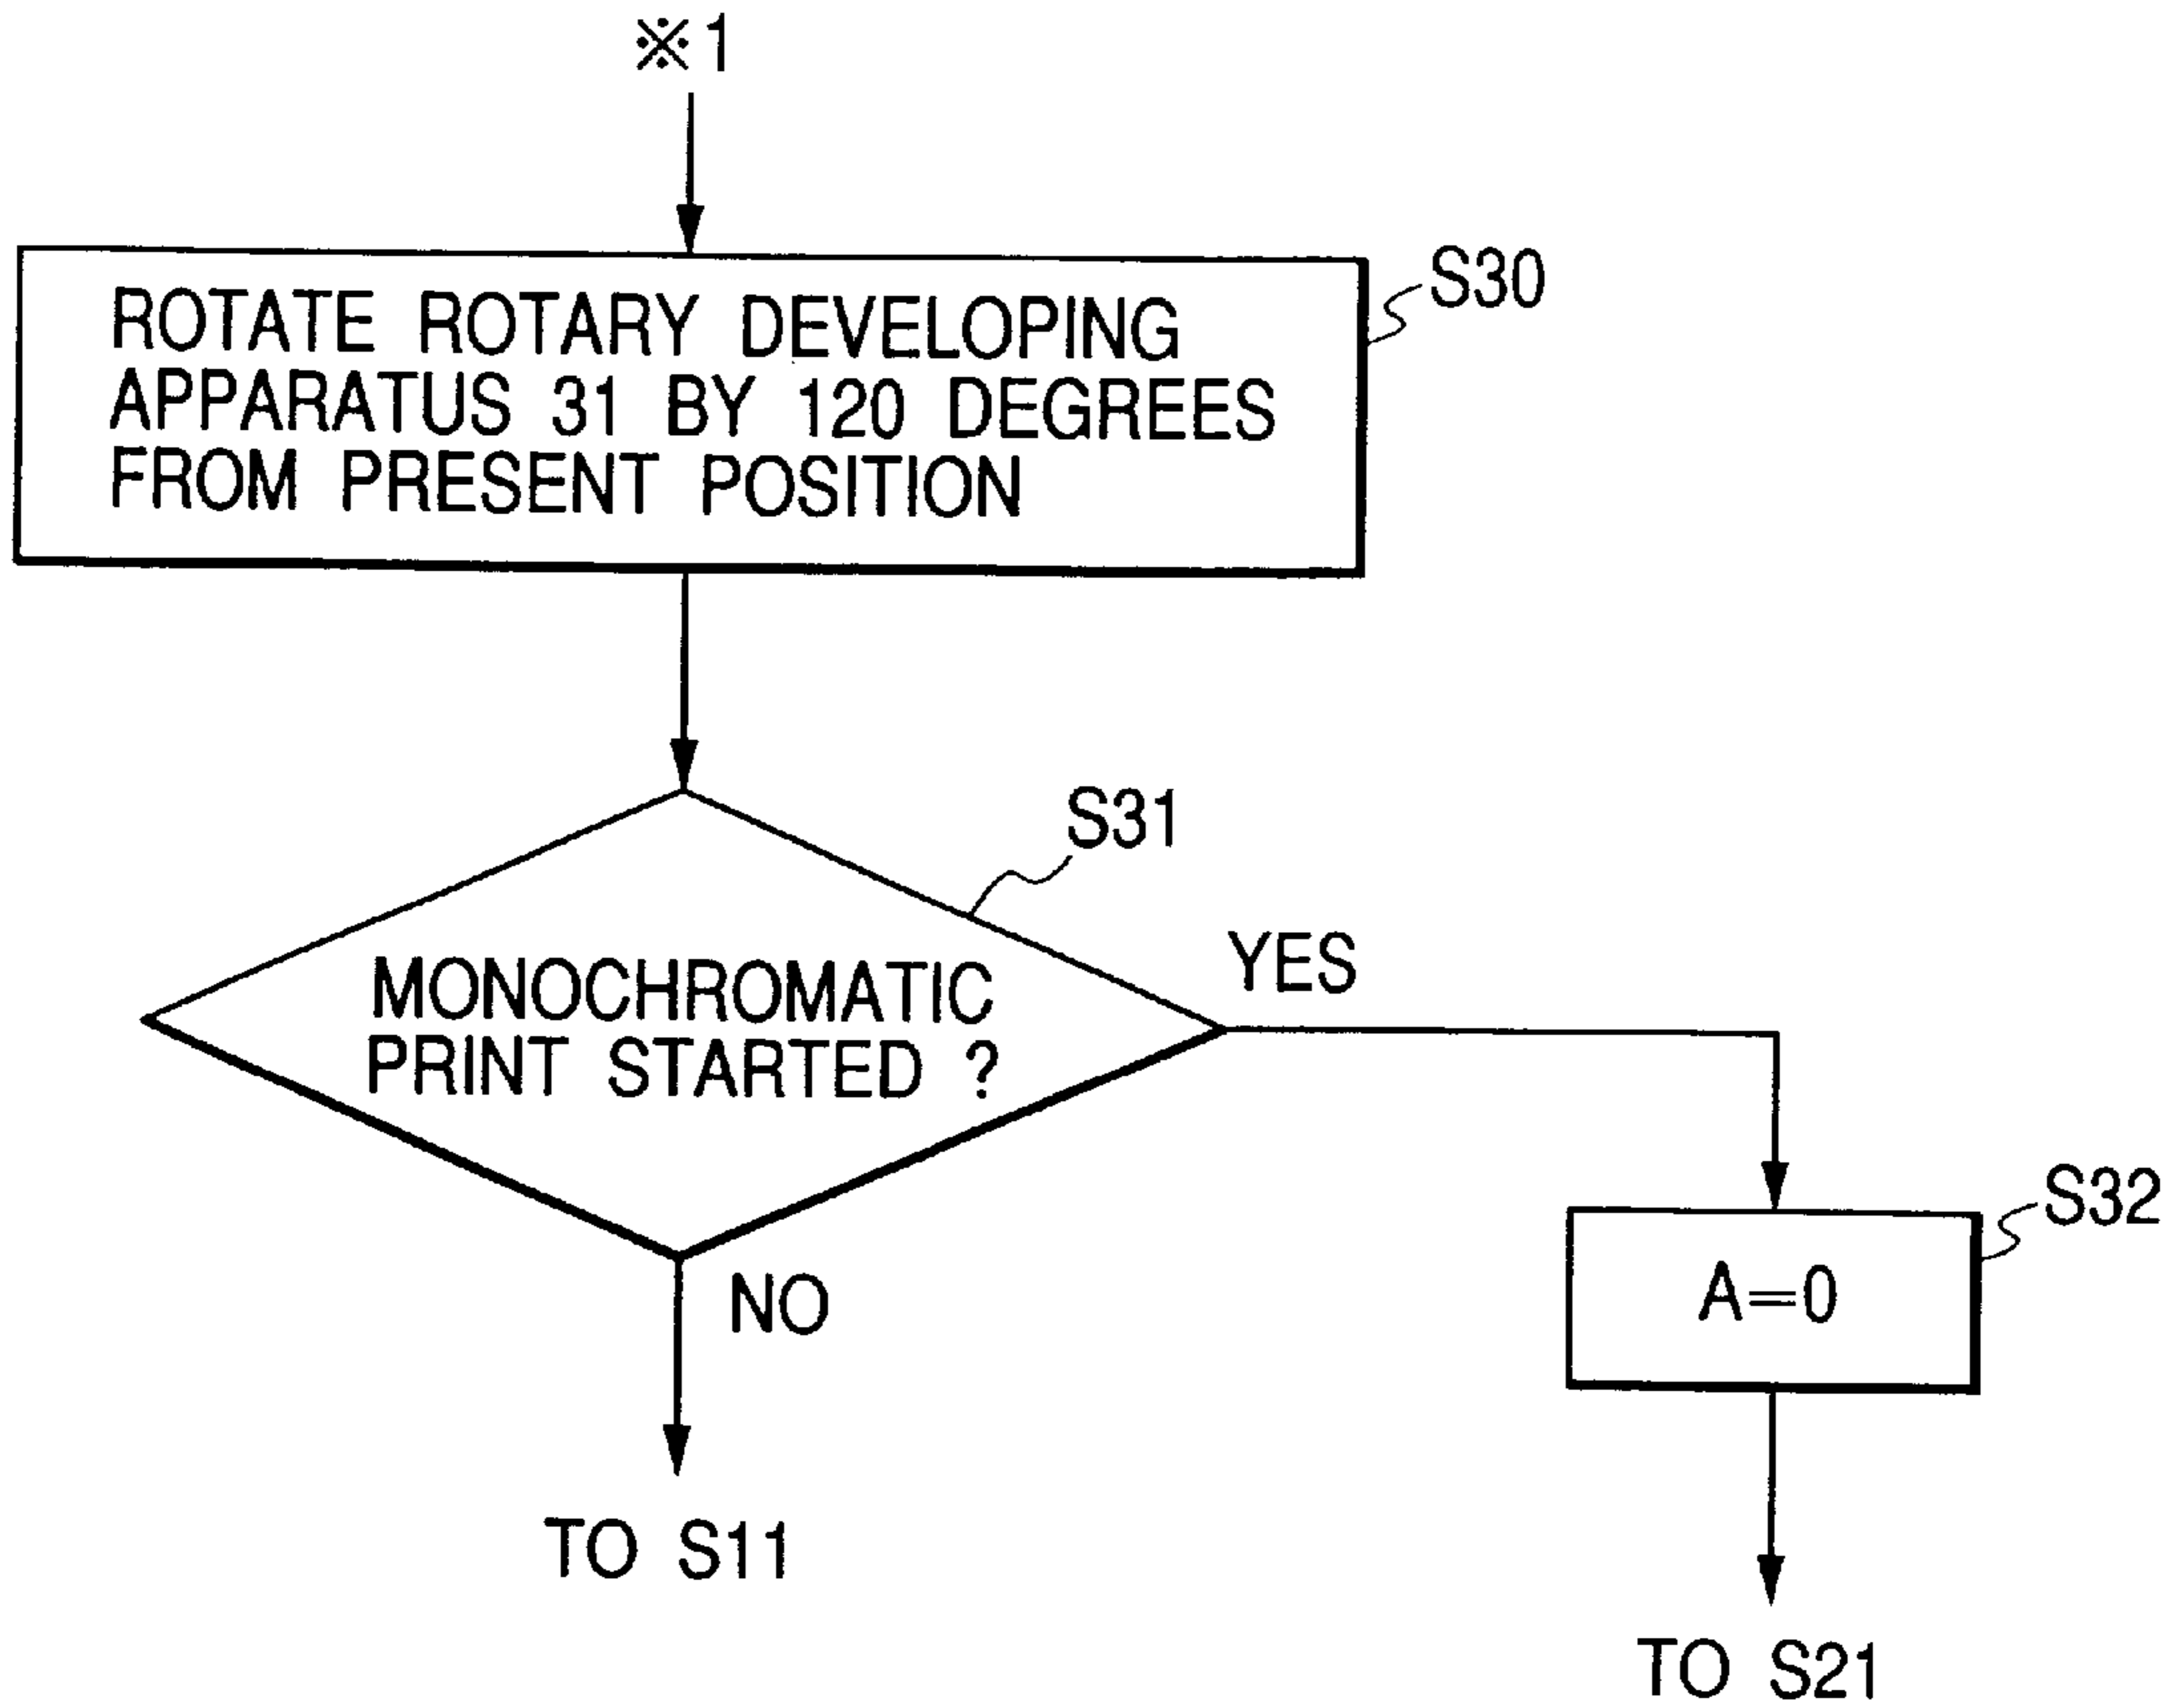 ※1
S30
ROTATE ROTARY DEVELOPING
APPARATUS 31 BY 120 DEGREES
FROM PRESENT POSITION
S31
MONOCHROMATIC
PRINT STARTED ?
YES
NO
S32
A=0
TO S11
TO S21